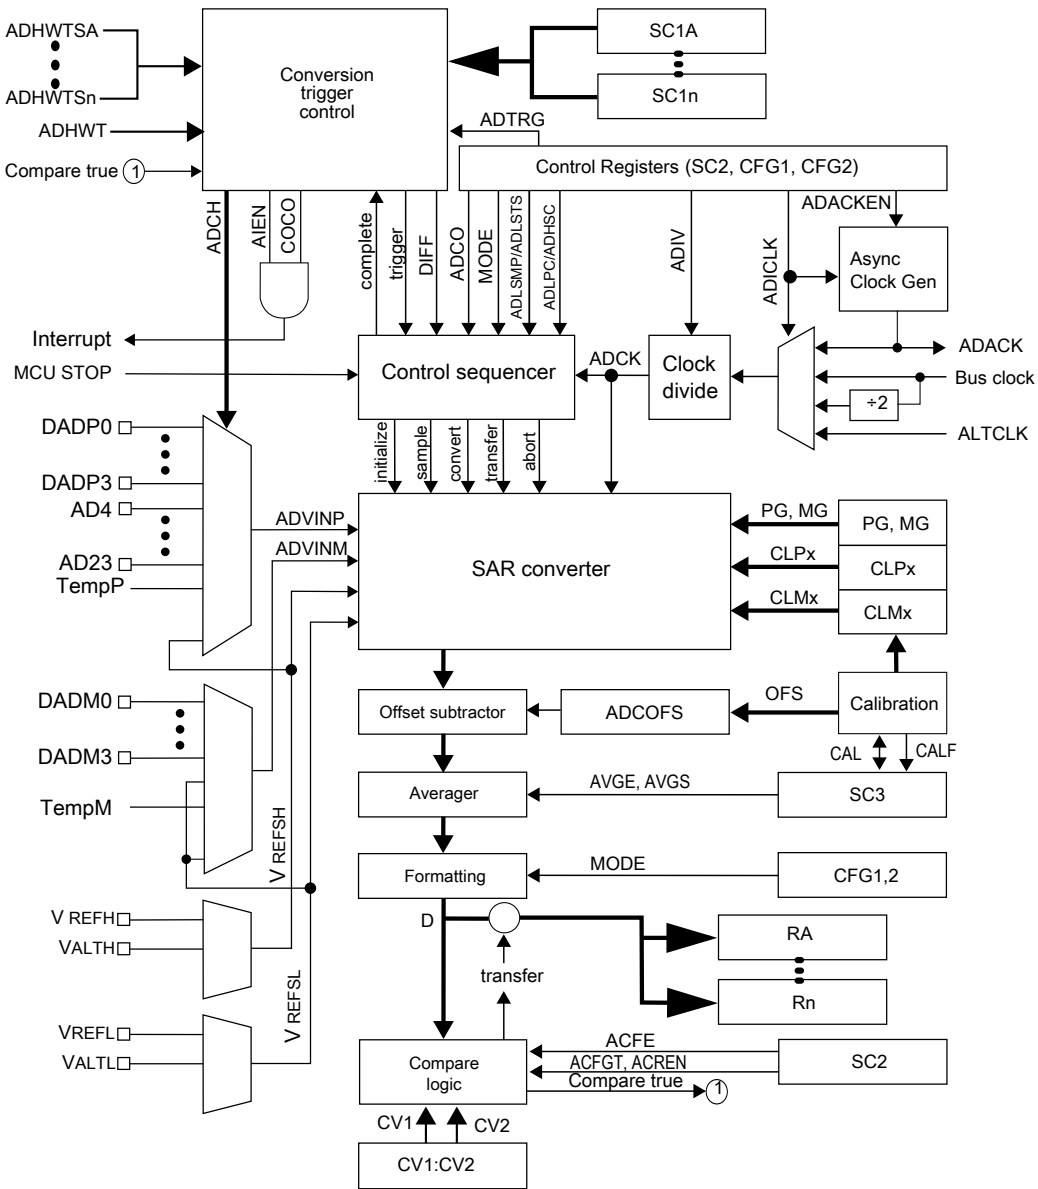 ADHWTSA
ADHWTSn
ADHWT
Compare true 1
Conversion
trigger
control
SC1A
SC1n
ADTRG
Control Registers (SC2, CFG1, CFG2)
ADCH
AIEN
COCO
complete
trigger
DIFF
ADCO
MODE
ADLSMP/ADLSTS
ADLPC/ADHSC
ADIV
ADICLK
ADACKEN
Async
Clock Gen
Interrupt
MCU STOP
Control sequencer
ADCK
Clock
divide
ADACK
Bus clock
÷2
ALTCLK
initialize
sample
convert
transfer
abort
DADP0
DADP3
AD4
AD23
TempP
ADVINP
ADVINM
SAR converter
PG, MG
PG, MG
CLPx
CLPx
CLMx
CLMx
DADM0
DADM3
TempM
Offset subtractor
ADCOFS
OFS
Calibration
CAL
CALF
Averager
AVGE, AVGS
SC3
Formatting
MODE
CFG1,2
V REFSH
V REFH
VALTH
V REFSL
VREFL
VALTL
D
transfer
RA
Rn
Compare
logic
ACFE
ACFGT, ACREN
Compare true
1
SC2
CV1
CV2
CV1:CV2